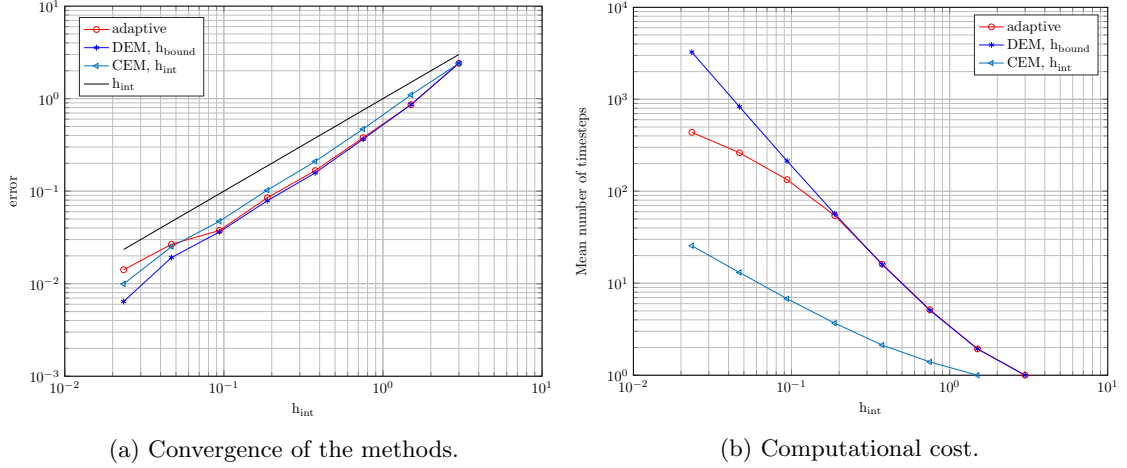 adaptive
DEM, h_bound
CEM, h_int
h_int
10^1
10^0
10^-1
10^-2
10^-3
error
10^-2
10^-1
10^0
10^1
h_int
(a) Convergence of the methods.
adaptive
DEM, h_bound
CEM, h_int
10^4
10^3
10^2
10^1
10^0
Mean number of timesteps
10^-2
10^-1
10^0
10^1
h_int
(b) Computational cost.